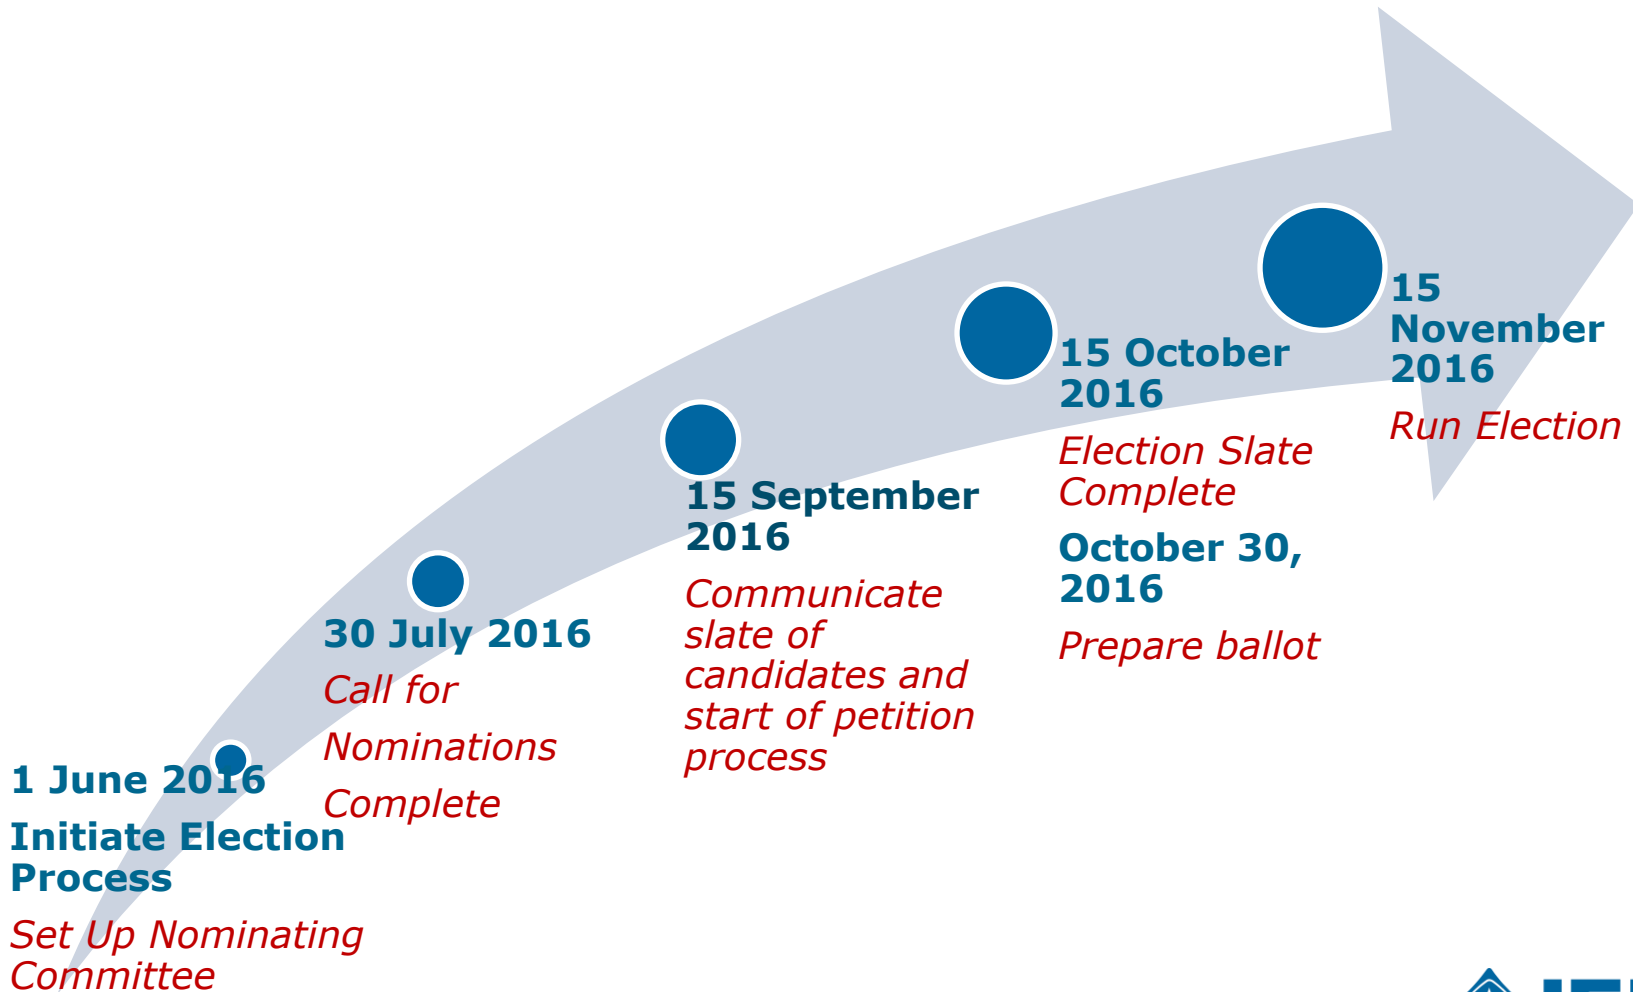 1 June 2016
Initiate Election
Process
Set Up Nominating
Committee
30 July 2016
Call for
Nominations
Complete
15 September
2016
Communicate
slate of
candidates and
start of petition
process
15 October
2016
Election Slate
Complete
October 30,
2016
Prepare ballot
15
November
2016
Run Election